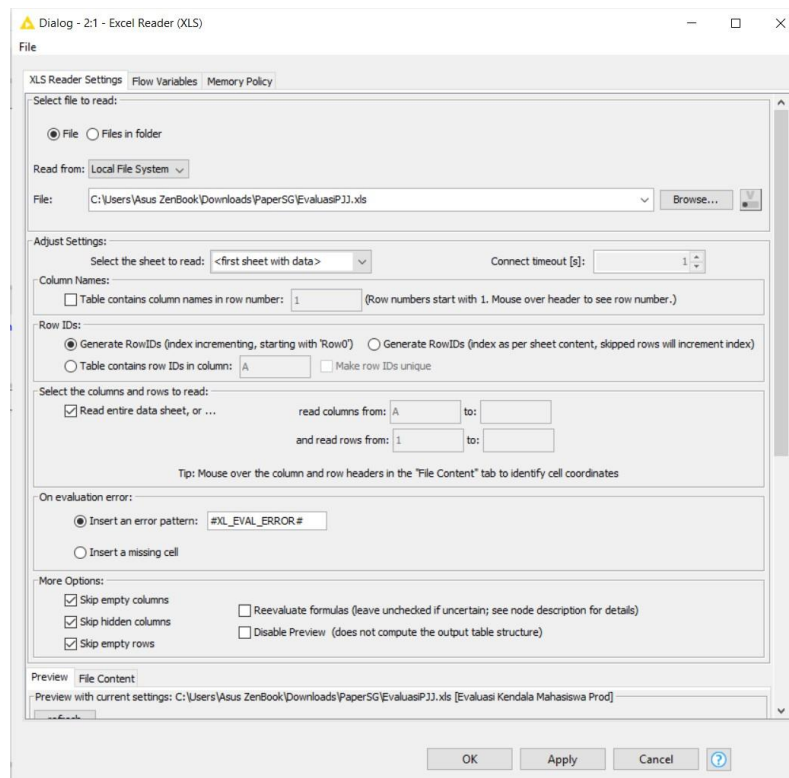 Dialog - 2:1 - Excel Reader (XLS)
File
XLS Reader Settings Flow Variables Memory Policy
Select file to read:
File Files in folder
Read from: Local File System
File: C:\Users\Asus ZenBook\Downloads\PaperSG\EvaluasiPJJ.xls Browse... V
Adjust Settings:
Select the sheet to read: <first sheet with data> Connect timeout [s]: 1
Column Names:
Table contains column names in row number: 1 (Row numbers start with 1. Mouse over header to see row number.)
Row IDs:
Generate RowIDs (index incrementing, starting with 'Row0') Generate RowIDs (index as per sheet content, skipped rows will increment index)
Table contains row IDs in column: A Make row IDs unique
Select the columns and rows to read:
Read entire data sheet, or ... read columns from: A to:
and read rows from: 1 to:
Tip: Mouse over the column and row headers in the "File Content" tab to identify cell coordinates
On evaluation error:
Insert an error pattern: #XL_EVAL_ERROR#
Insert a missing cell
More Options:
Skip empty columns
Reevaluate formulas (leave unchecked if uncertain; see node description for details)
Skip hidden columns
Disable Preview (does not compute the output table structure)
Skip empty rows
Preview File Content
Preview with current settings: C:\Users\Asus ZenBook\Downloads\PaperSG\EvaluasiPJJ.xls [Evaluasi Kendala Mahasiswa Prod]
refresh
OK Apply Cancel ?